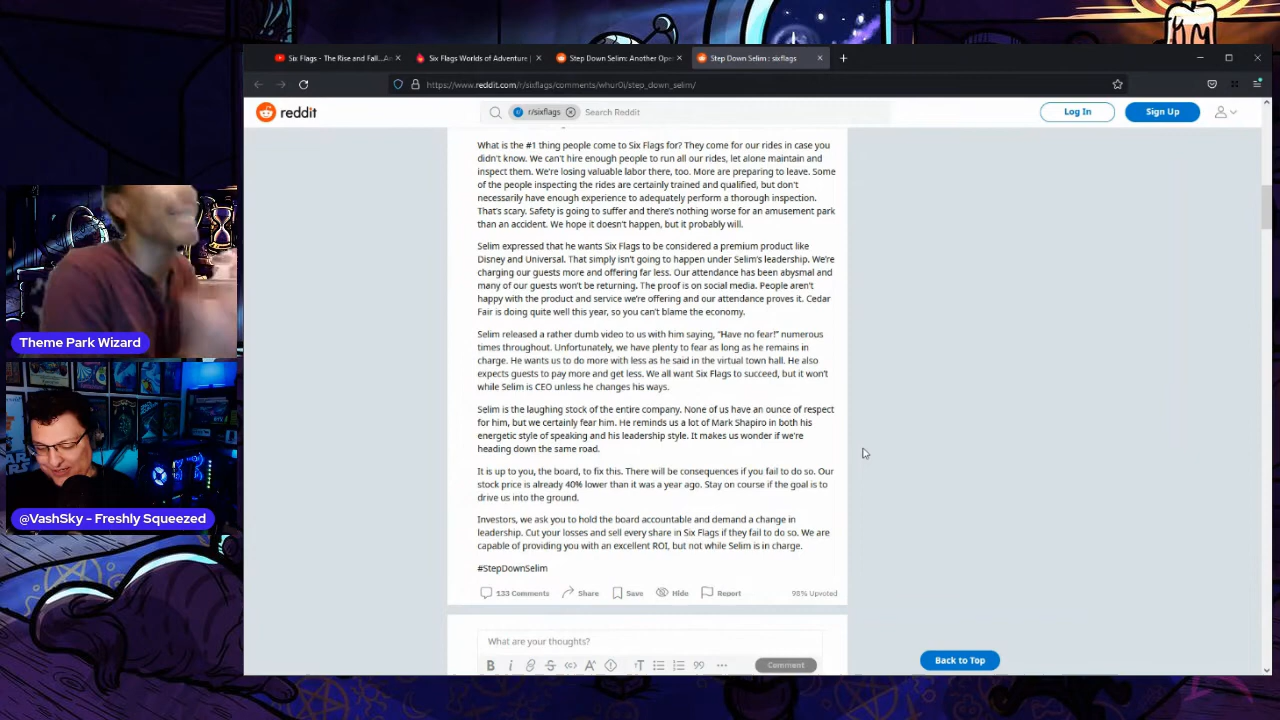 Six Flags - The Rise and Fall...A
Six Flags Worlds of Adventure |
Step Down Selim: Another Ope
Step Down Selim : sixflags
https://www.reddit.com/r/sixflags/comments/whor0i/step_down_selim/
reddit
r/sixflags
Search Reddit
Log In
Sign Up
What is the #1 thing people come to Six Flags for? They come for our rides in case you
didn't know. We can't hire enough people to run all our rides, let alone maintain and
inspect them. We're losing valuable labor there, too. More are preparing to leave. Some
of the people inspecting the rides are certainly trained and qualified, but don't
necessarily have enough experience to adequately perform a thorough inspection.
That's scary. Safety is going to suffer and there's nothing worse for an amusement park
than an accident. We hope it doesn't happen, but it probably will.
Selim expressed that he wants Six Flags to be considered a premium product like
Disney and Universal. That simply isn't going to happen under Selim's leadership. We're
charging our guests more and offering far less. Our attendance has been abysmal and
many of our guests won't be returning. The proof is on social media. People aren't
happy with the product and service we're offering and our attendance proves it. Cedar
Fair is doing quite well this year, so you can't blame the economy.
Selim released a rather dumb video to us with him saying, "Have no fear!" numerous
times throughout. Unfortunately, we have plenty to fear as long as he remains in
charge. He wants us to do more with less as he said in the virtual town hall. He also
expects guests to pay more and get less. We all want Six Flags to succeed, but it won't
while Selim is CEO unless he changes his ways.
Selim is the laughing stock of the entire company. None of us have an ounce of respect
for him, but we certainly fear him. He reminds us a lot of Mark Shapiro in both his
energetic style of speaking and his leadership style. It makes us wonder if we're
heading down the same road.
It is up to you, the board, to fix this. There will be consequences if you fail to do so. Our
stock price is already 40% lower than it was a year ago. Stay on course if the goal is to
drive us into the ground.
Investors, we ask you to hold the board accountable and demand a change in
leadership. Cut your losses and sell every share in Six Flags if they fail to do so. We are
capable of providing you with an excellent ROI, but not while Selim is in charge.
#StepDownSelim
133 Comments
Share
Save
Hide
Report
98% Upvoted
What are your thoughts?
Comment
Back to Top
Theme Park Wizard
@VashSky - Freshly Squeezed